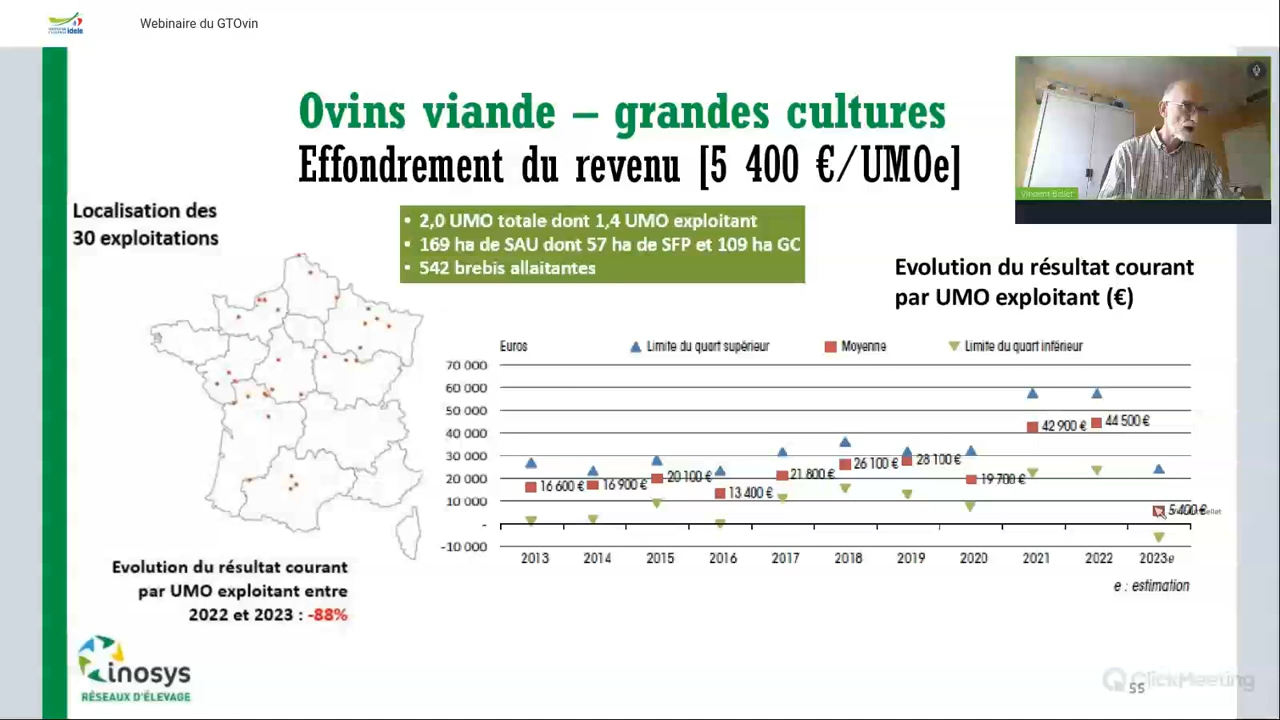 idele
Webinaire du GTOvin
Ovins viande – grandes cultures
Effondrement du revenu [5 400 €/UMOe]
Vincent Bellet
Localisation des
30 exploitations
• 2,0 UMO totale dont 1,4 UMO exploitant
• 169 ha de SAU dont 57 ha de SFP et 109 ha GC
• 542 brebis allaitantes
Evolution du résultat courant
par UMO exploitant (€)
Euros Limite du quart supérieur Moyenne Limite du quart inférieur
70 000
60 000
50 000
40 000
30 000
20 000
10 000
-
-10 000
16 600 € 16 900 € 20 100 € 13 400 € 21 800 € 26 100 € 28 100 € 19 700 € 42 900 € 44 500 € 5 400 €
2013 2014 2015 2016 2017 2018 2019 2020 2021 2022 2023e
e : estimation
Evolution du résultat courant
par UMO exploitant entre
2022 et 2023 : -88%
inosys
RÉSEAUX D'ÉLEVAGE
ClickMeeting
55